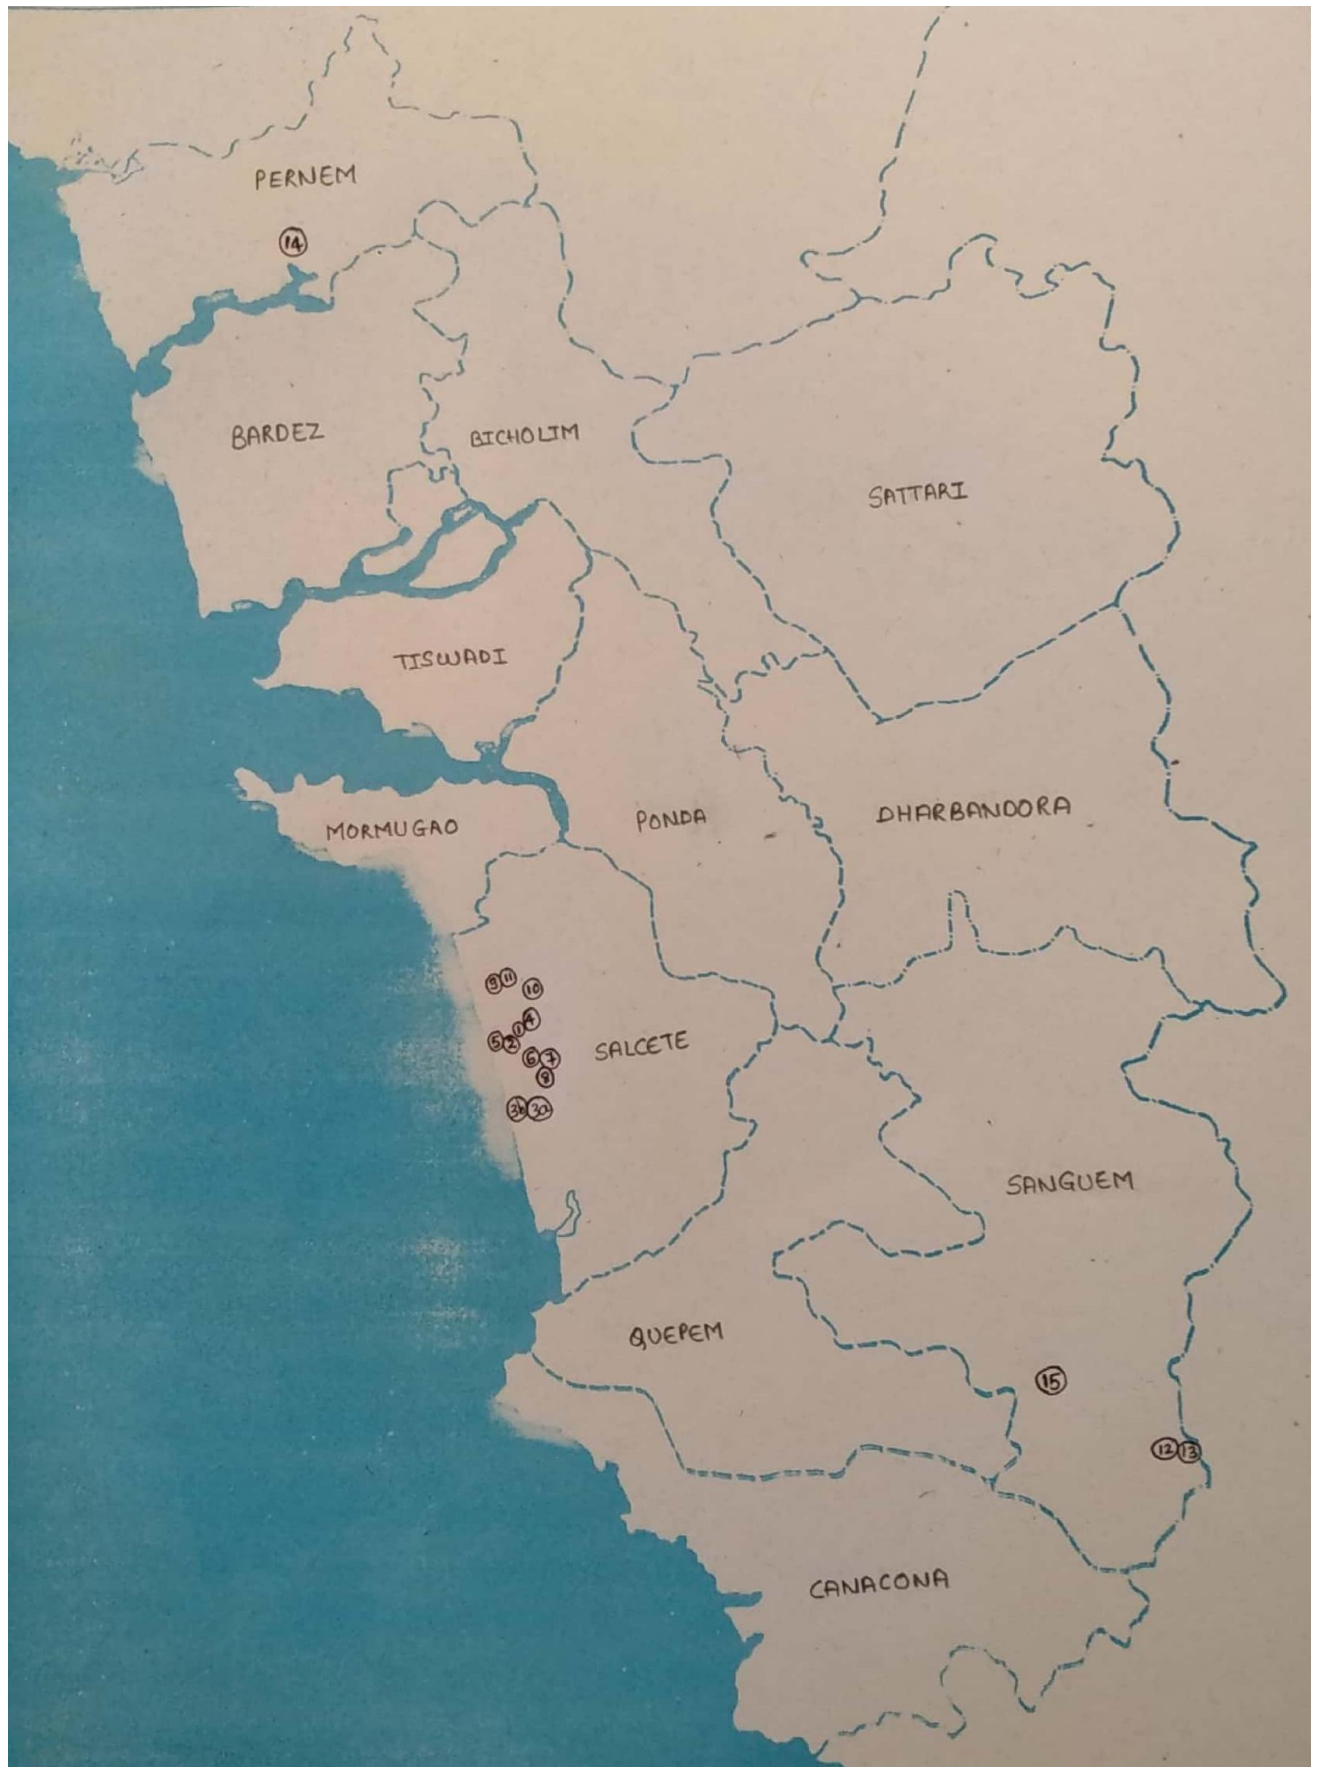 PERNEM
14
BARDEZ
BICHOLIM
SATTARI
TISWADI
MORMUGAO
PONDA
DHARBANDORA
9 11
10
4
1
5 2
SALCETE
6 7
8
3b 3a
SANGUEM
QUEPEM
15
12 13
CANACONA